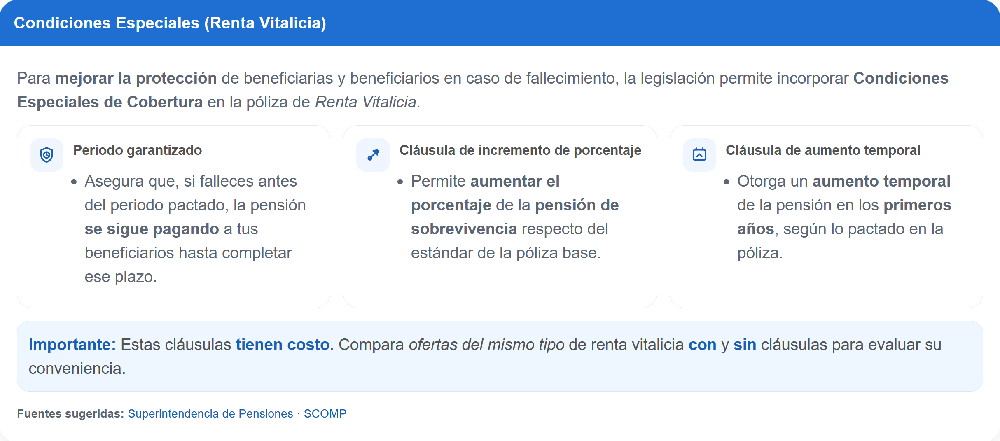 Condiciones Especiales (Renta Vitalicia)
Para mejorar la protección de beneficiarias y beneficiarios en caso de fallecimiento, la legislación permite incorporar Condiciones
Especiales de Cobertura en la póliza de Renta Vitalicia.
Periodo garantizado
• Asegura que, si falleces antes
del periodo pactado, la pensión
se sigue pagando a tus
beneficiarios hasta completar
ese plazo.
Cláusula de incremento de porcentaje
• Permite aumentar el
porcentaje de la pensión de
sobrevivencia respecto del
estándar de la póliza base.
Cláusula de aumento temporal
• Otorga un aumento temporal
de la pensión en los primeros
años, según lo pactado en la
póliza.
Importante: Estas cláusulas tienen costo. Compara ofertas del mismo tipo de renta vitalicia con y sin cláusulas para evaluar su
conveniencia.
Fuentes sugeridas: Superintendencia de Pensiones · SCOMP